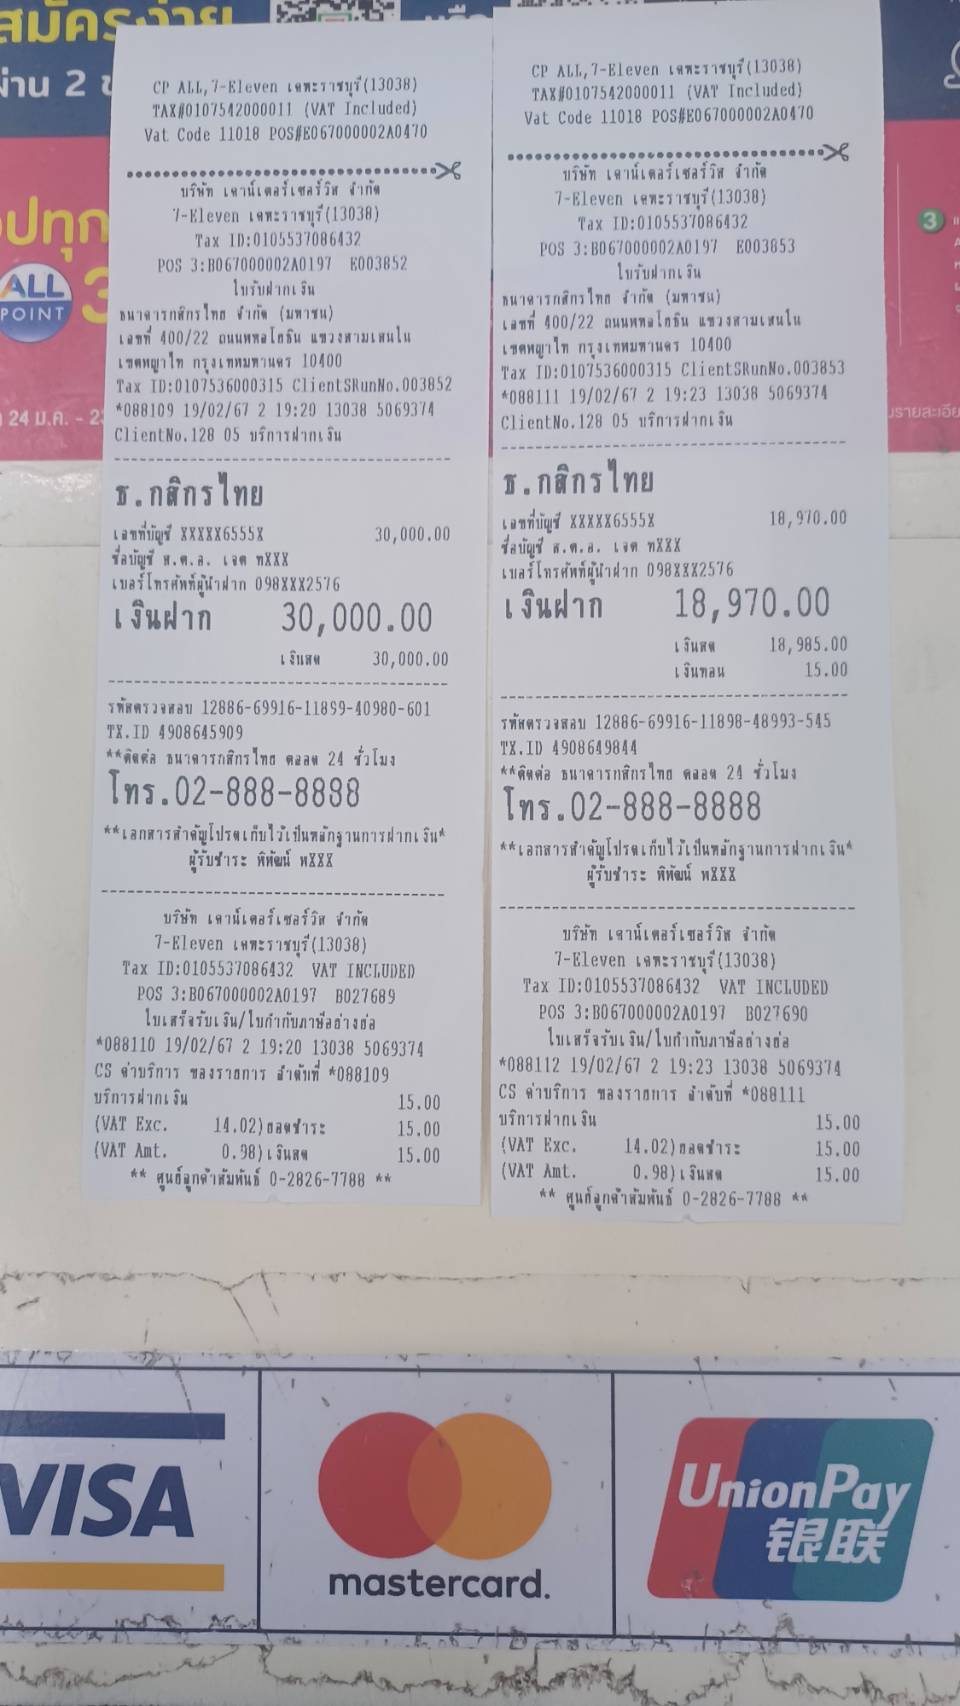 สมัครง่าย
ผ่าน 2 ช
ปทุก
ALL
POINT
3
24 ม.ค. - 23
CP ALL,7-Eleven เคหะราชบุรี(13038)
TAX#0107542000011 (VAT Included)
Vat Code 11018 POS#E067000002A0470
บริษัท เคาน์เตอร์เซอร์วิส จำกัด
7-Eleven เคหะราชบุรี(13038)
Tax ID:0105537086432
POS 3:B067000002A0197 E003852
ใบรับฝากเงิน
ธนาคารกสิกรไทย จำกัด (มหาชน)
เลขที่ 400/22 ถนนพหลโยธิน แขวงสามเสนใน
เขตพญาไท กรุงเทพมหานคร 10400
Tax ID:0107536000315 ClientSRunNo.003852
*088109 19/02/67 2 19:20 13038 5069374
ClientNo.128 05 บริการฝากเงิน
ธ.กสิกรไทย
เลขที่บัญชี XXXXX6555X 30,000.00
ชื่อบัญชี ส.ต.อ. เจต ทXXX
เบอร์โทรศัพท์ผู้นำฝาก 098XXX2576
เงินฝาก 30,000.00
เงินสด 30,000.00
รหัสตรวจสอบ 12886-69916-11899-40980-601
TX.ID 4908645909
**ติดต่อ ธนาคารกสิกรไทย ตลอด 24 ชั่วโมง
โทร.02-888-8888
**เอกสารสำคัญโปรดเก็บไว้เป็นหลักฐานการฝากเงิน*
ผู้รับชำระ พิพัฒน์ พXXX
บริษัท เคาน์เตอร์เซอร์วิส จำกัด
7-Eleven เคหะราชบุรี(13038)
Tax ID:0105537086432 VAT INCLUDED
POS 3:B067000002A0197 B027689
ใบเสร็จรับเงิน/ใบกำกับภาษีอย่างย่อ
*088110 19/02/67 2 19:20 13038 5069374
CS ค่าบริการ ของรายการ ลำดับที่ *088109
บริการฝากเงิน 15.00
(VAT Exc. 14.02)ยอดชำระ 15.00
(VAT Amt. 0.98)เงินสด 15.00
** ศูนย์ลูกค้าสัมพันธ์ 0-2826-7788 **
CP ALL,7-Eleven เคหะราชบุรี(13038)
TAX#0107542000011 (VAT Included)
Vat Code 11018 POS#E067000002A0470
บริษัท เคาน์เตอร์เซอร์วิส จำกัด
7-Eleven เคหะราชบุรี(13038)
Tax ID:0105537086432
POS 3:B067000002A0197 E003853
ใบรับฝากเงิน
ธนาคารกสิกรไทย จำกัด (มหาชน)
เลขที่ 400/22 ถนนพหลโยธิน แขวงสามเสนใน
เขตพญาไท กรุงเทพมหานคร 10400
Tax ID:0107536000315 ClientSRunNo.003853
*088111 19/02/67 2 19:23 13038 5069374
ClientNo.128 05 บริการฝากเงิน
ธ.กสิกรไทย
เลขที่บัญชี XXXXX6555X 18,970.00
ชื่อบัญชี ส.ต.อ. เจต ทXXX
เบอร์โทรศัพท์ผู้นำฝาก 098XXX2576
เงินฝาก 18,970.00
เงินสด 18,985.00
เงินทอน 15.00
รหัสตรวจสอบ 12886-69916-11898-48993-545
TX.ID 4908649844
**ติดต่อ ธนาคารกสิกรไทย ตลอด 24 ชั่วโมง
โทร.02-888-8888
**เอกสารสำคัญโปรดเก็บไว้เป็นหลักฐานการฝากเงิน*
ผู้รับชำระ พิพัฒน์ พXXX
บริษัท เคาน์เตอร์เซอร์วิส จำกัด
7-Eleven เคหะราชบุรี(13038)
Tax ID:0105537086432 VAT INCLUDED
POS 3:B067000002A0197 B027690
ใบเสร็จรับเงิน/ใบกำกับภาษีอย่างย่อ
*088112 19/02/67 2 19:23 13038 5069374
CS ค่าบริการ ของรายการ ลำดับที่ *088111
บริการฝากเงิน 15.00
(VAT Exc. 14.02)ยอดชำระ 15.00
(VAT Amt. 0.98)เงินสด 15.00
** ศูนย์ลูกค้าสัมพันธ์ 0-2826-7788 **
3
VISA
mastercard.
UnionPay
银联